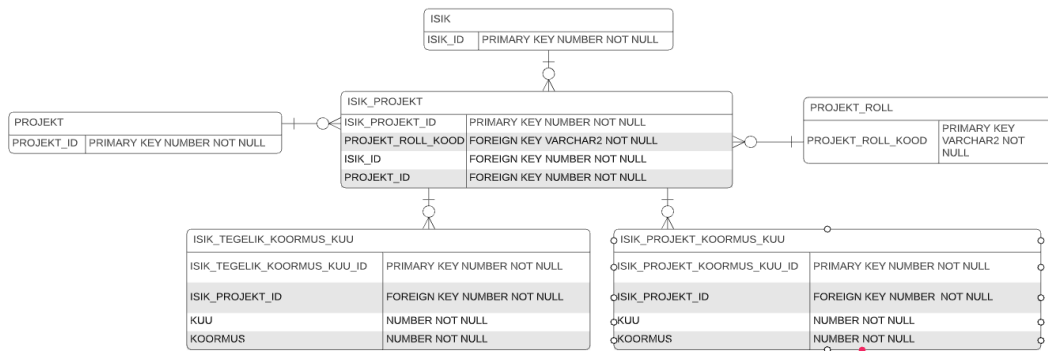 ISIK
ISIK_ID PRIMARY KEY NUMBER NOT NULL
PROJEKT
PROJEKT_ID PRIMARY KEY NUMBER NOT NULL
ISIK_PROJEKT
ISIK_PROJEKT_ID PRIMARY KEY NUMBER NOT NULL
PROJEKT_ROLL_KOOD FOREIGN KEY VARCHAR2 NOT NULL
ISIK_ID FOREIGN KEY NUMBER NOT NULL
PROJEKT_ID FOREIGN KEY NUMBER NOT NULL
PROJEKT_ROLL
PROJEKT_ROLL_KOOD
PRIMARY KEY
VARCHAR2 NOT
NULL
ISIK_TEGELIK_KOORMUS_KUU
ISIK_TEGELIK_KOORMUS_KUU_ID PRIMARY KEY NUMBER NOT NULL
ISIK_PROJEKT_ID FOREIGN KEY NUMBER NOT NULL
KUU NUMBER NOT NULL
KOORMUS NUMBER NOT NULL
ISIK_PROJEKT_KOORMUS_KUU
ISIK_PROJEKT_KOORMUS_KUU_ID PRIMARY KEY NUMBER NOT NULL
ISIK_PROJEKT_ID FOREIGN KEY NUMBER NOT NULL
KUU NUMBER NOT NULL
KOORMUS NUMBER NOT NULL